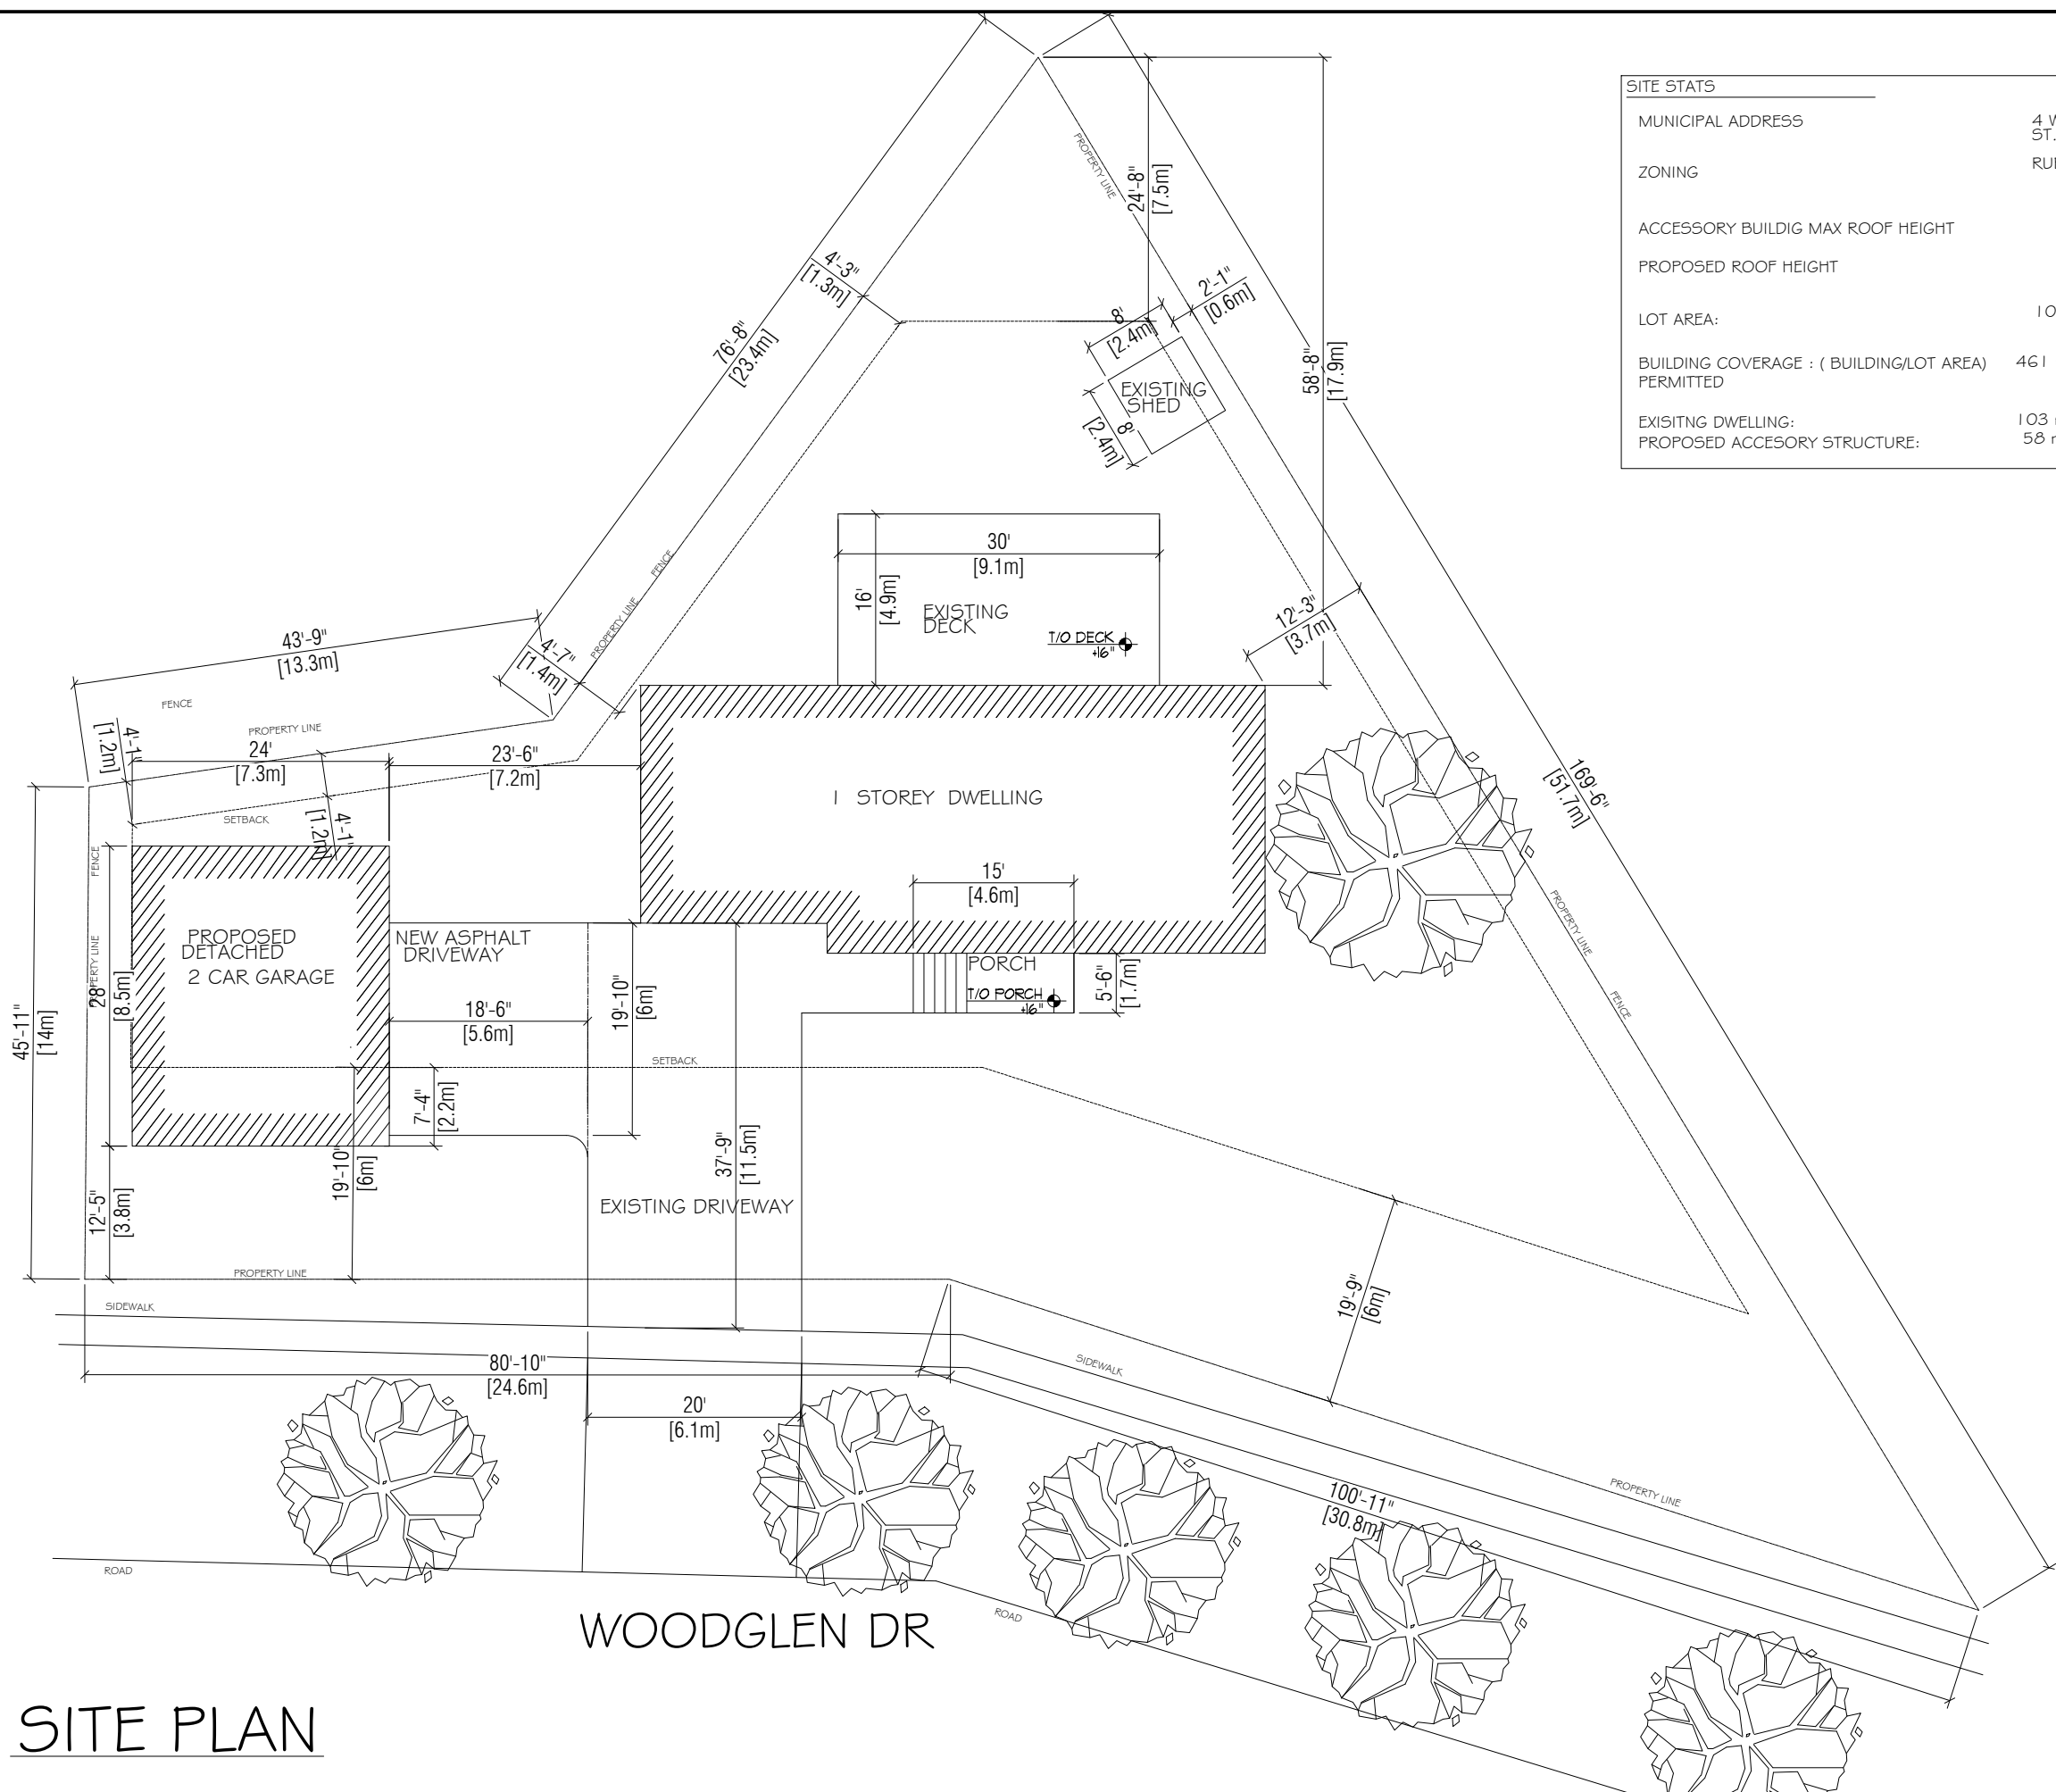 SITE STATS
MUNICIPAL ADDRESS
4 W
ST.
ZONING
RU
ACCESSORY BUILDIG MAX ROOF HEIGHT
PROPOSED ROOF HEIGHT
LOT AREA:
10
BUILDING COVERAGE : ( BUILDING/LOT AREA) 461
PERMITTED
EXISITNG DWELLING: 103
PROPOSED ACCESORY STRUCTURE: 58
PROPERTY LINE
24'-8"
[7.5m]
4'-3"
[1.3m]
2'-1"
[0.6m]
76'-8"
[23.4m]
8'
[2.4m]
58'-8"
[17.9m]
EXISTING
SHED
8'
[2.4m]
30'
[9.1m]
16'
[4.9m]
EXISTING
DECK
T/O DECK
+16"
12'-3"
[3.7m]
FENCE
PROPERTY LINE
43'-9"
[13.3m]
4'-7"
[1.4m]
FENCE
PROPERTY LINE
4'-1"
[1.2m]
24'
[7.3m]
23'-6"
[7.2m]
SETBACK
4'-1"
[1.2m]
1 STOREY DWELLING
169'-6"
[51.7m]
15'
[4.6m]
FENCE
PROPERTY LINE
PROPOSED
DETACHED
2 CAR GARAGE
NEW ASPHALT
DRIVEWAY
PORCH
T/O PORCH
+16"
5'-6"
[1.7m]
PROPERTY LINE
FENCE
28'
[8.5m]
45'-11"
[14m]
18'-6"
[5.6m]
19'-10"
[6m]
SETBACK
7'-4"
[2.2m]
37'-9"
[11.5m]
19'-10"
[6m]
12'-5"
[3.8m]
EXISTING DRIVEWAY
PROPERTY LINE
19'-9"
[6m]
SIDEWALK
80'-10"
[24.6m]
SIDEWALK
20'
[6.1m]
100'-11"
[30.8m]
PROPERTY LINE
ROAD
ROAD
WOODGLEN DR
SITE PLAN